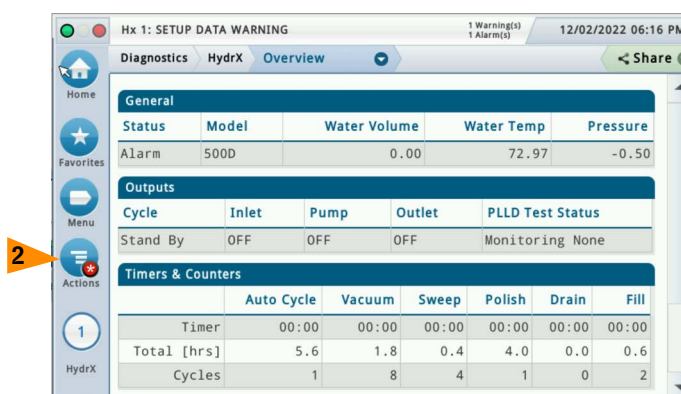 Hx 1: SETUP DATA WARNING 1 Warning(s) 12/02/2022 06:16 PM
1 Alarm(s)
Diagnostics HydrX Overview < Share
Home
General
Status Model Water Volume Water Temp Pressure
Alarm 500D 0.00 72.97 -0.50
Favorites
Outputs
Cycle Inlet Pump Outlet PLLD Test Status
Menu
Stand By OFF OFF OFF Monitoring None
2
Actions
Timers & Counters
Auto Cycle Vacuum Sweep Polish Drain Fill
Timer 00:00 00:00 00:00 00:00 00:00 00:00
1
Total [hrs] 5.6 1.8 0.4 4.0 0.0 0.6
HydrX
Cycles 1 8 4 1 0 2